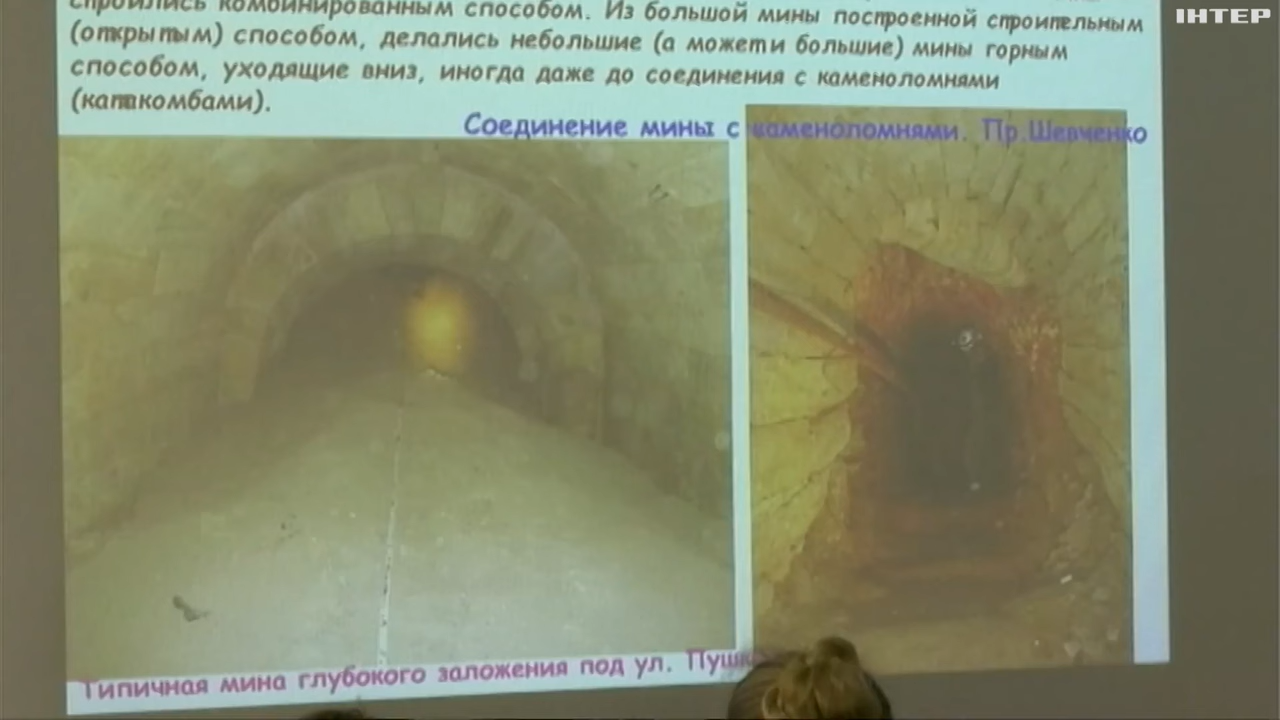 строились комбинированным способом. Из большой мины построенной строительным
ІНТЕР
(открытым) способом, делались небольшие (а может и большие) мины горным
способом, уходящие вниз, иногда даже до соединения с каменоломнями
(катакомбами).
Соединение мины с каменоломнями. Пр.Шевченко
Типичная мина глубокого заложения под ул.